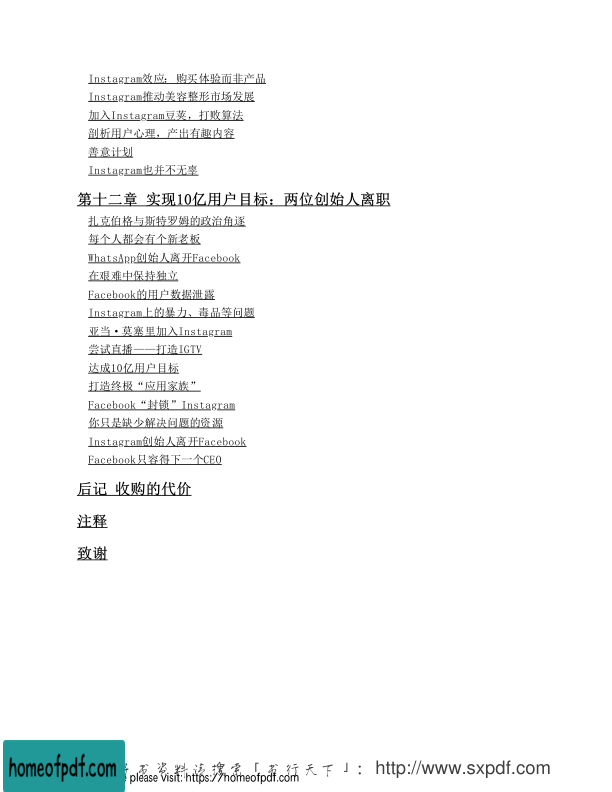 Instagram效应：购买体验而非产品
Instagram推动美容整形市场发展
加入Instagram豆荚，打败算法
剖析用户心理，产出有趣内容
善意计划
Instagram也并不无辜
第十二章 实现10亿用户目标：两位创始人离职
扎克伯格与斯特罗姆的政治角逐
每个人都会有个新老板
WhatsApp创始人离开Facebook
在艰难中保持独立
Facebook的用户数据泄露
Instagram上的暴力、毒品等问题
亚当·莫塞里加入Instagram
尝试直播——打造IGTV
达成10亿用户目标
打造终极“应用家族”
Facebook“封锁”Instagram
你只是缺少解决问题的资源
Instagram创始人离开Facebook
Facebook只容得下一个CEO
后记 收购的代价
注释
致谢
homeofpdf.com
书资料请搜索「书行天下」：http://www.sxpdf.com
please visit: https://homeofpdf.com